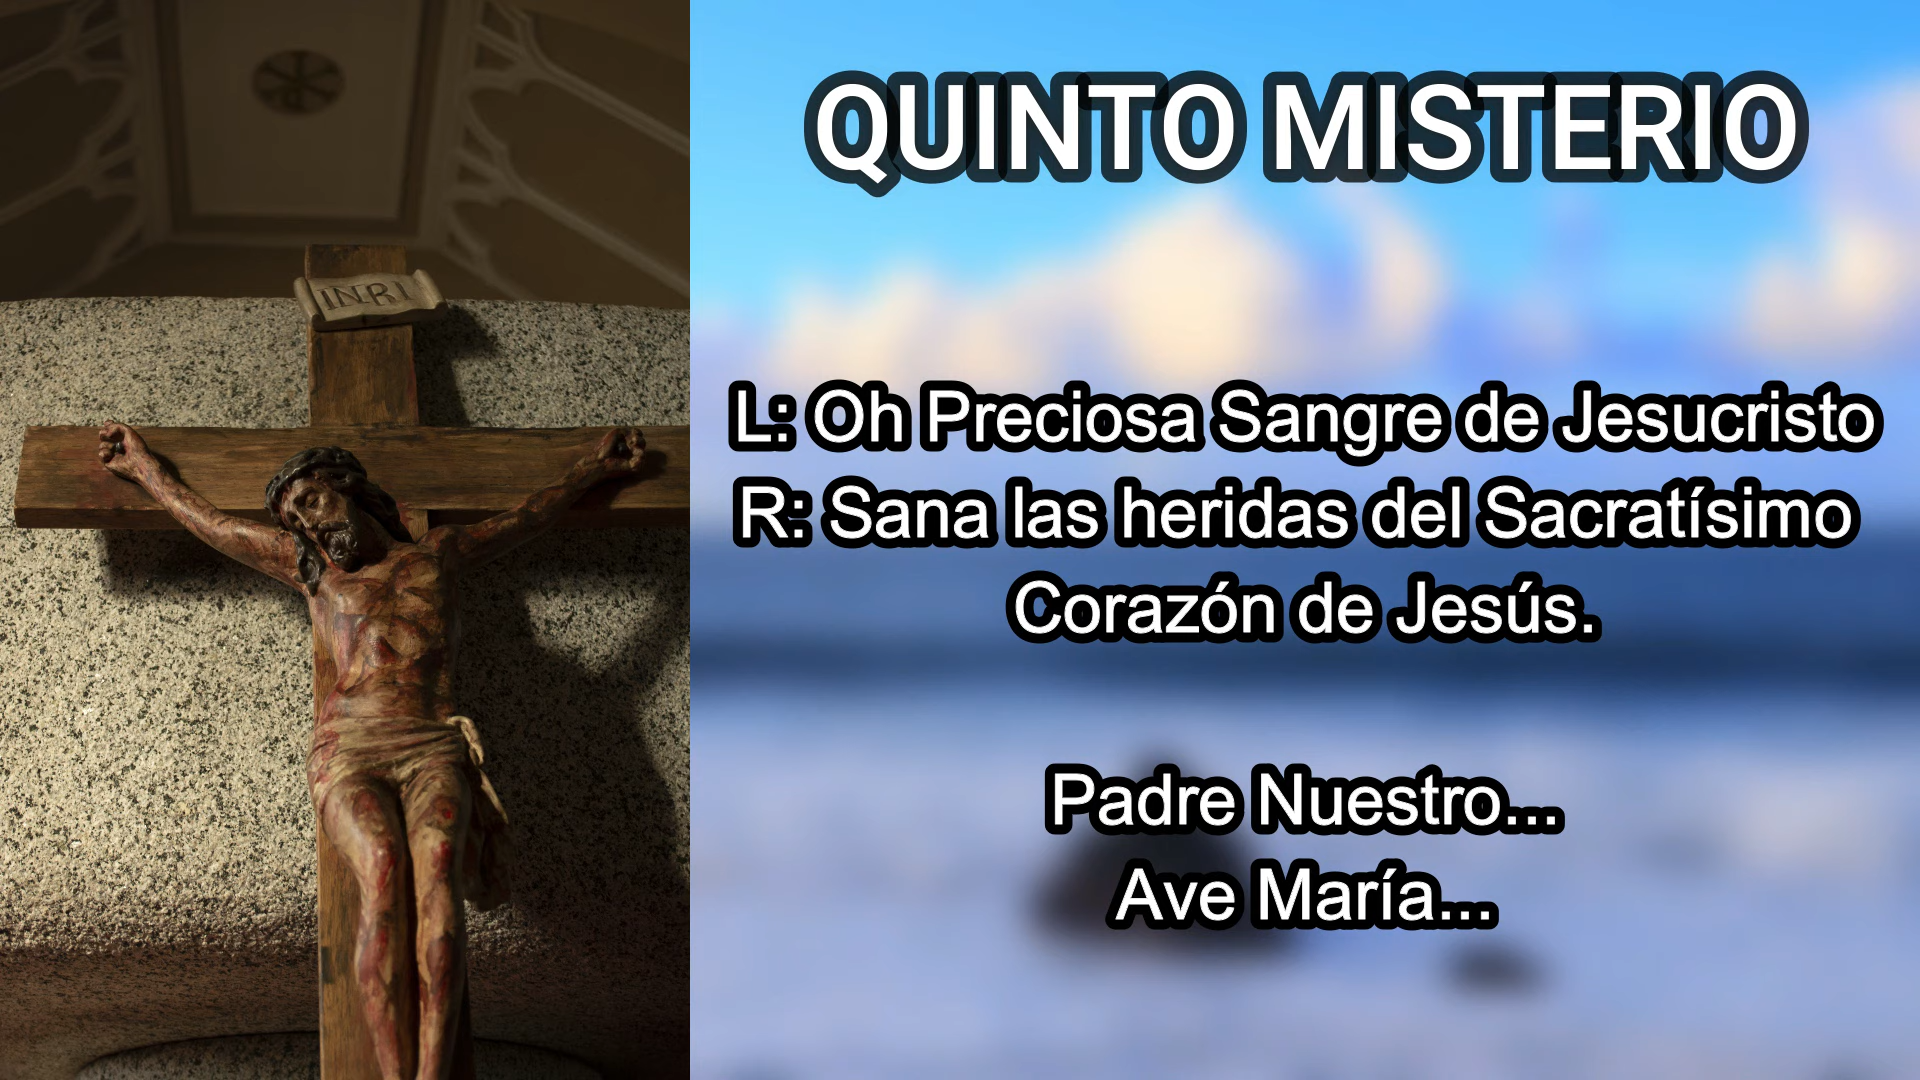 INRI
QUINTO MISTERIO
L: Oh Preciosa Sangre de Jesucristo
R: Sana las heridas del Sacratísimo
Corazón de Jesús.
Padre Nuestro...
Ave María...